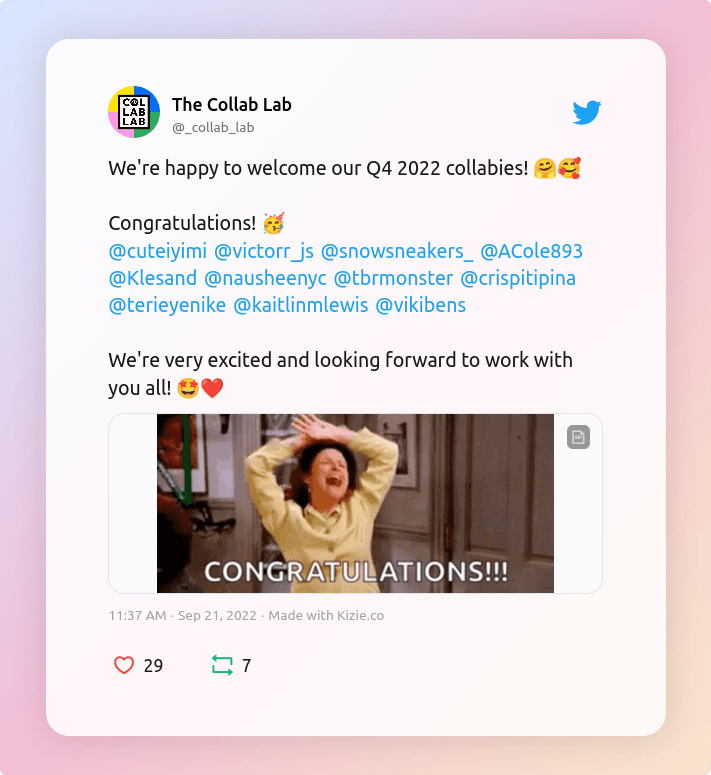 COL
LAB
LAB
The Collab Lab
@_collab_lab
We're happy to welcome our Q4 2022 collabies! 🤗🥰
Congratulations! 🥳
@cuteiyimi @victorr_js @snowsneakers_ @ACole893
@Klesand @nausheenyc @tbrmonster @crispitipina
@terieyenike @kaitlinmlewis @vikibens
We're very excited and looking forward to work with
you all! 🤩❤️
GIF
CONGRATULATIONS!!!
11:37 AM · Sep 21, 2022 · Made with Kizie.co
29 7